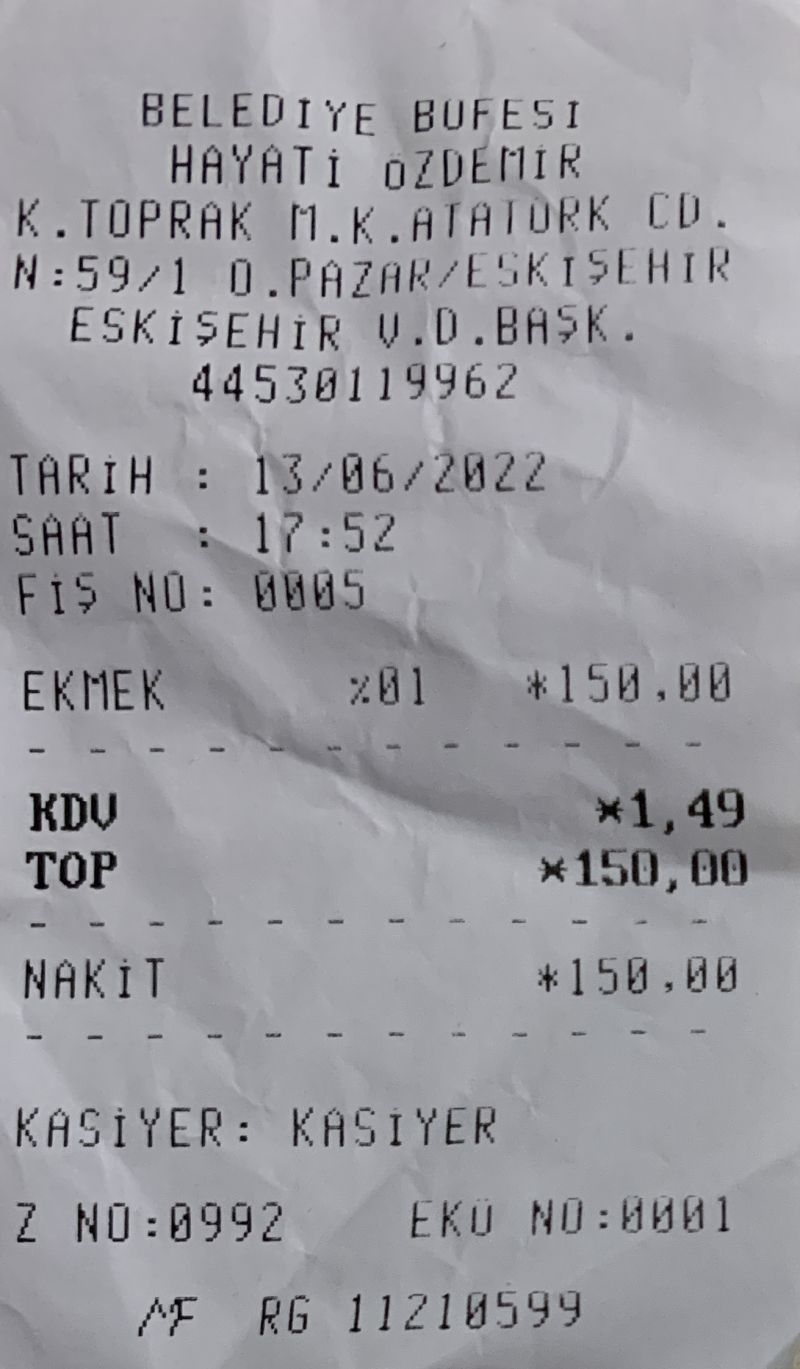 BELEDIYE BUFESI
HAYATİ ÖZDEMİR
K.TOPRAK M.K.ATATÜRK CD.
N:59/1 O.PAZAR/ESKİŞEHİR
ESKİŞEHİR V.D.BAŞK.
44530119962
TARİH : 13/06/2022
SAAT : 17:52
FİŞ NO: 0005
EKMEK %01 *150,00
KDV *1,49
TOP *150,00
NAKİT *150,00
KASİYER: KASİYER
Z NO:0992 EKÜ NO:0001
MF RG 11210599